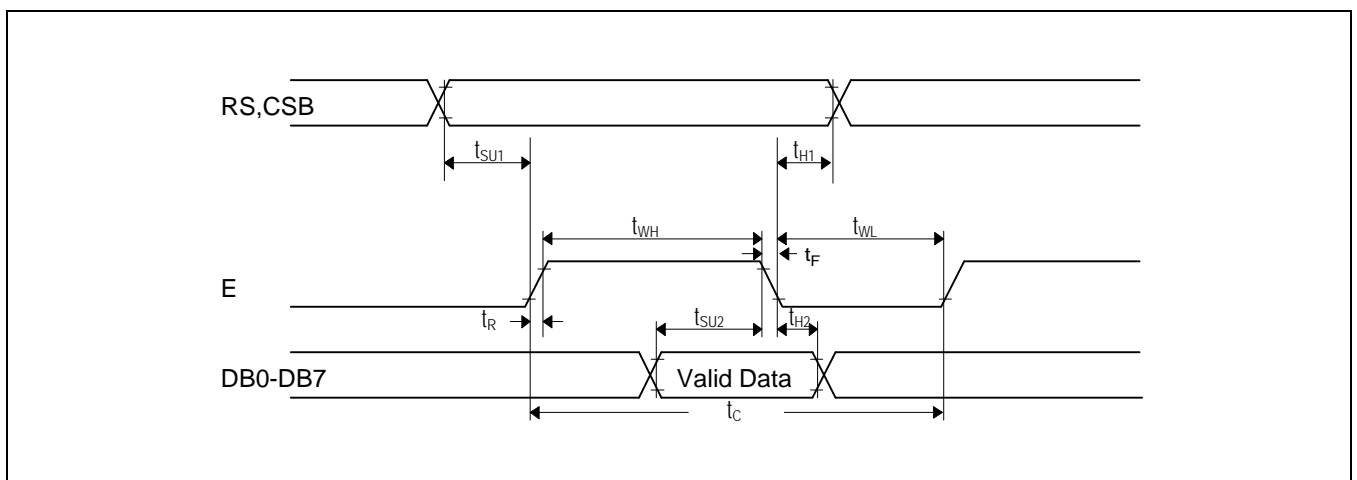 RS,CSB
tSU1
tH1
tWH
tWL
tF
E
tR
tSU2
tH2
DB0-DB7
Valid Data
tC